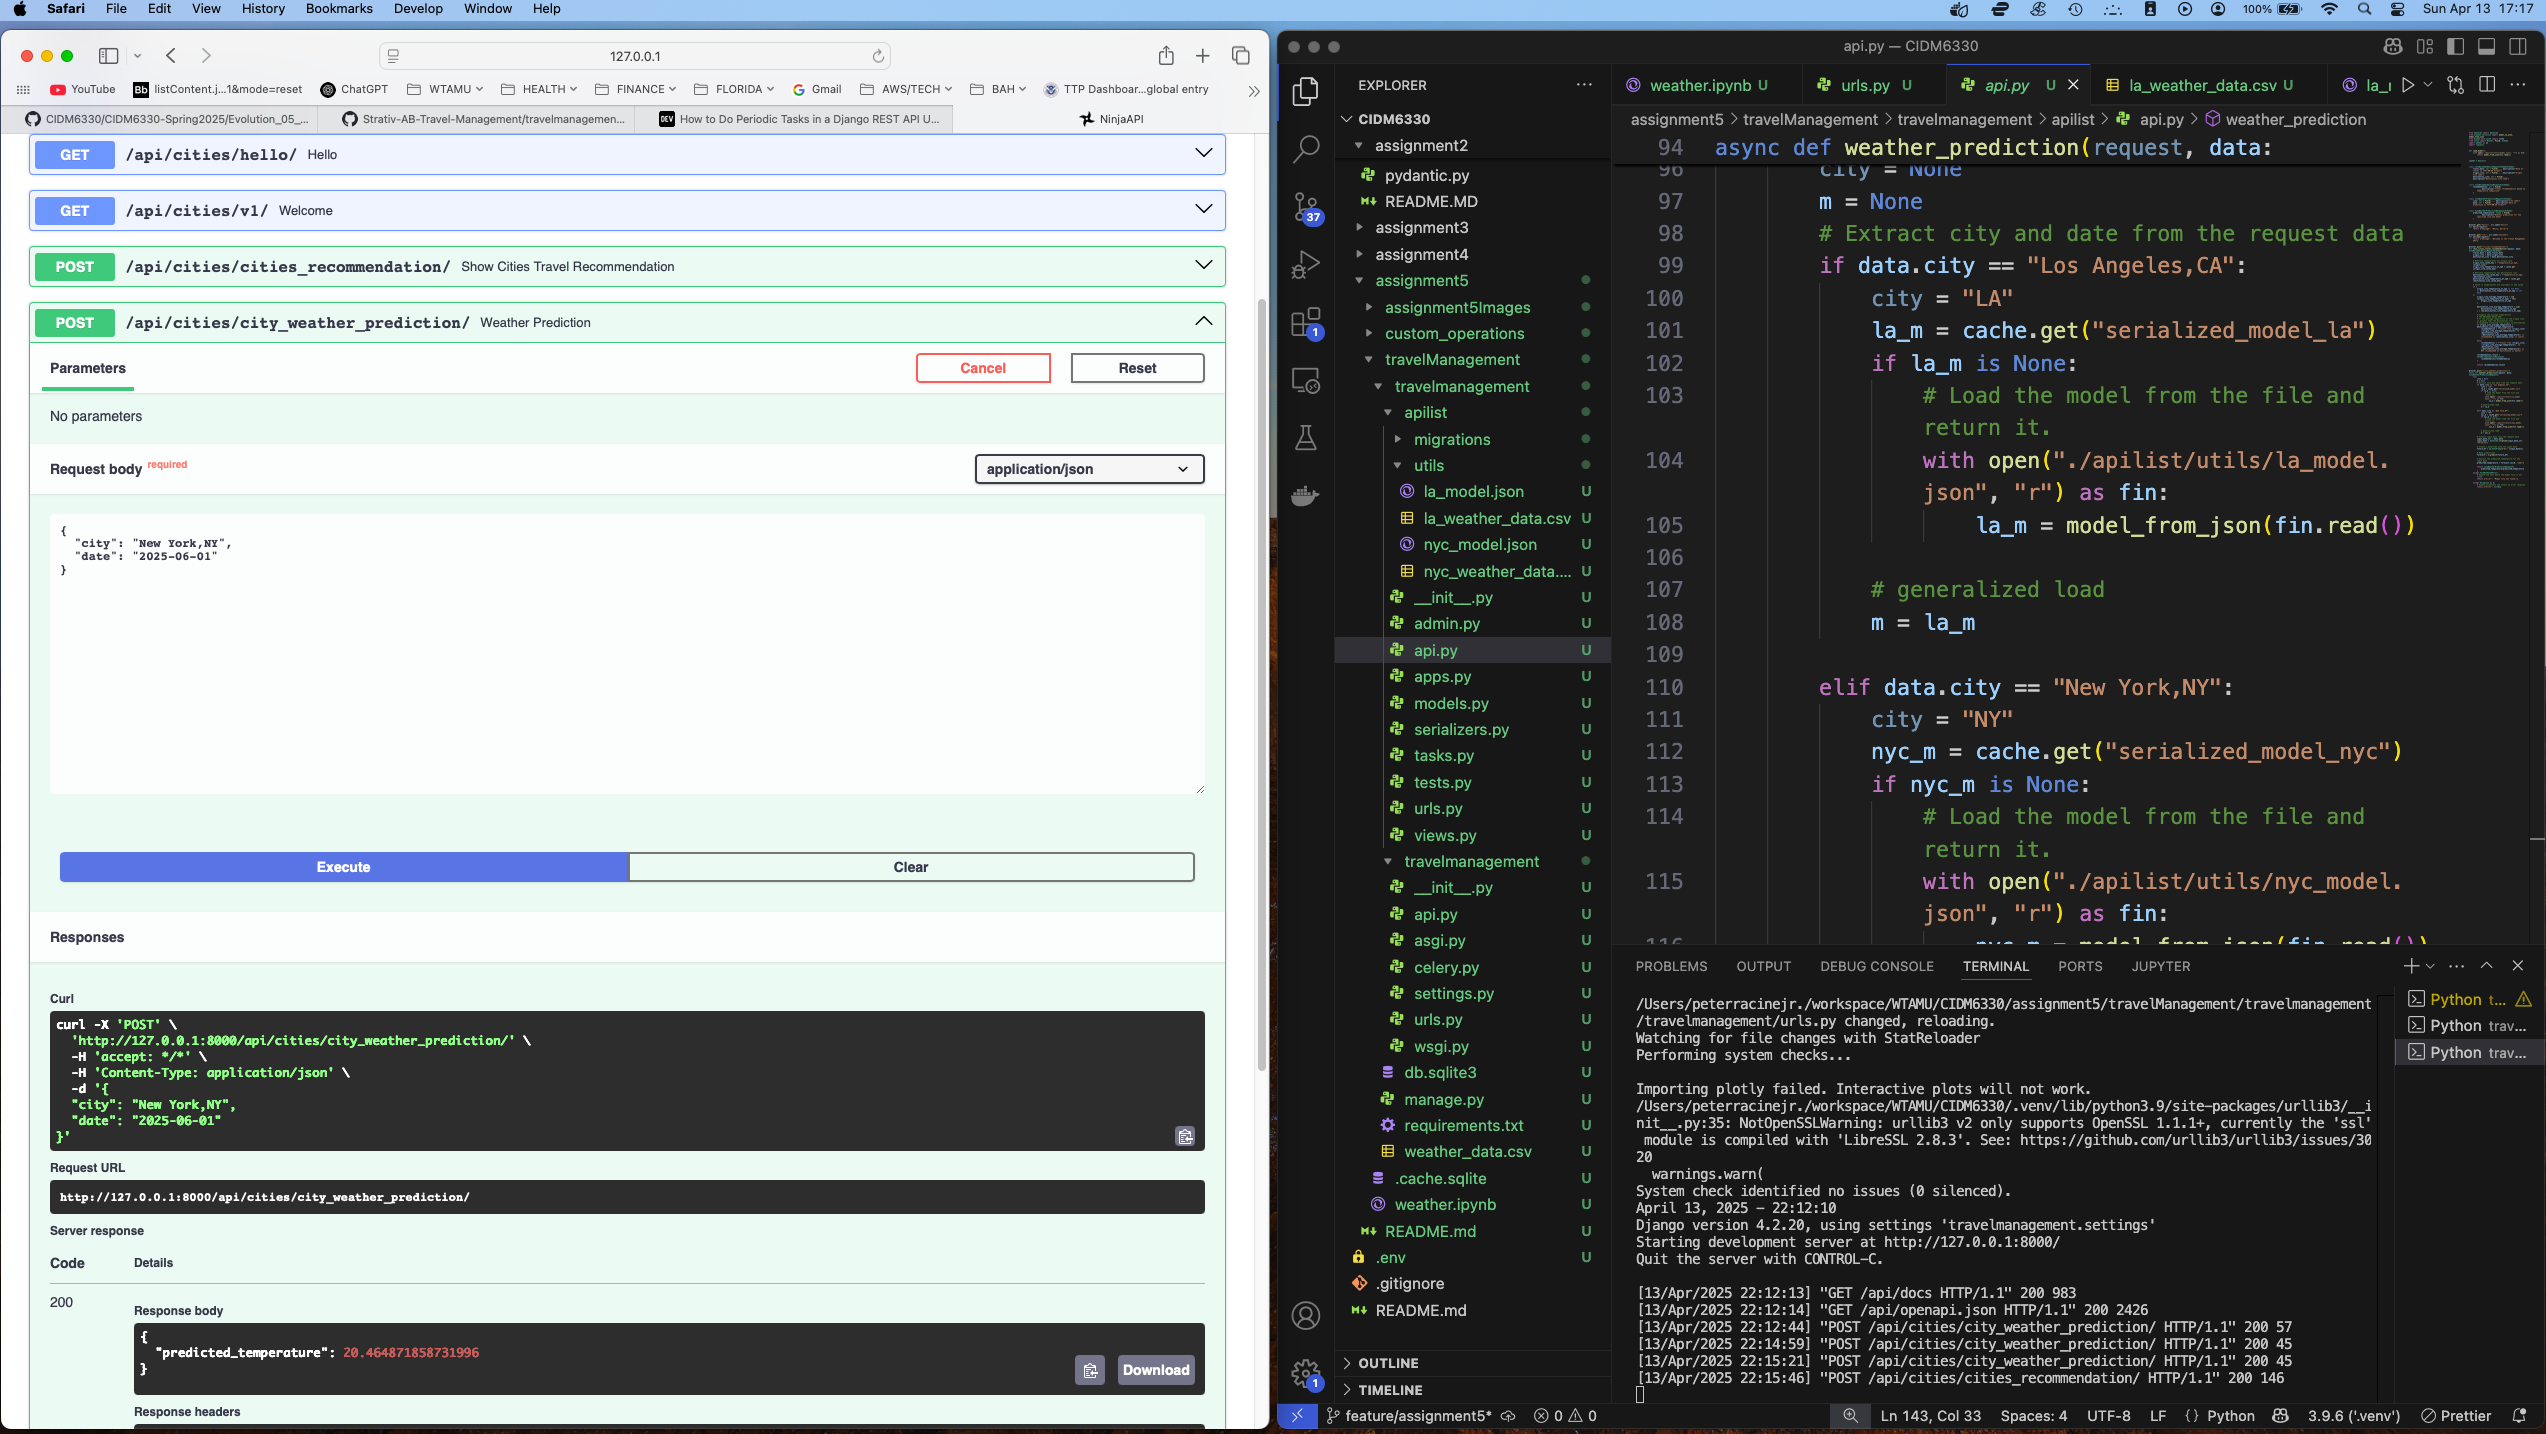 Safari File Edit View History Bookmarks Develop Window Help
100% Sun Apr 13 17:17
127.0.0.1
YouTube listContent.j...1&mode=reset ChatGPT WTAMU HEALTH FINANCE FLORIDA Gmail AWS/TECH BAH TTP Dashboar...global entry
CIDM6330/CIDM6330-Spring2025/Evolution_05_... Strativ-AB-Travel-Management/travelmanagemen... How to Do Periodic Tasks in a Django REST API U... NinjaAPI
GET /api/cities/hello/ Hello
GET /api/cities/v1/ Welcome
POST /api/cities/cities_recommendation/ Show Cities Travel Recommendation
POST /api/cities/city_weather_prediction/ Weather Prediction
Parameters
Cancel Reset
No parameters
Request body required
application/json
{
"city": "New York,NY",
"date": "2025-06-01"
}
Execute Clear
Responses
Curl
curl -X 'POST' \
'http://127.0.0.1:8000/api/cities/city_weather_prediction/' \
-H 'accept: */*' \
-H 'Content-Type: application/json' \
-d '{
"city": "New York,NY",
"date": "2025-06-01"
}'
Request URL
http://127.0.0.1:8000/api/cities/city_weather_prediction/
Server response
Code Details
200
Response body
{
"predicted_temperature": 20.464871858731996
}
Download
Response headers
api.py — CIDM6330
EXPLORER
CIDM6330
assignment2
pydantic.py
README.MD
assignment3
assignment4
assignment5
assignment5Images
custom_operations
travelManagement
travelmanagement
apilist
migrations
utils
la_model.json U
la_weather_data.csv U
nyc_model.json U
nyc_weather_data.... U
__init__.py U
admin.py U
api.py U
apps.py U
models.py U
serializers.py U
tasks.py U
tests.py U
urls.py U
views.py U
travelmanagement
__init__.py U
api.py U
asgi.py U
celery.py U
settings.py U
urls.py U
wsgi.py U
db.sqlite3 U
manage.py U
requirements.txt U
weather_data.csv U
.cache.sqlite U
weather.ipynb U
README.md U
.env U
.gitignore
README.md
OUTLINE
TIMELINE
37
1
1
weather.ipynb U urls.py U api.py U la_weather_data.csv U la_r
assignment5 > travelManagement > travelmanagement > apilist > api.py > weather_prediction
94 async def weather_prediction(request, data:
96 city = None
97 m = None
98 # Extract city and date from the request data
99 if data.city == "Los Angeles,CA":
100 city = "LA"
101 la_m = cache.get("serialized_model_la")
102 if la_m is None:
103 # Load the model from the file and
return it.
104 with open("./apilist/utils/la_model.
json", "r") as fin:
105 la_m = model_from_json(fin.read())
106
107 # generalized load
108 m = la_m
109
110 elif data.city == "New York,NY":
111 city = "NY"
112 nyc_m = cache.get("serialized_model_nyc")
113 if nyc_m is None:
114 # Load the model from the file and
return it.
115 with open("./apilist/utils/nyc_model.
json", "r") as fin:
116 nyc_m = model_from_json(fin.read())
PROBLEMS OUTPUT DEBUG CONSOLE TERMINAL PORTS JUPYTER
/Users/peterracinejr./workspace/WTAMU/CIDM6330/assignment5/travelManagement/travelmanagement
/travelmanagement/urls.py changed, reloading.
Watching for file changes with StatReloader
Performing system checks...
Importing plotly failed. Interactive plots will not work.
/Users/peterracinejr./workspace/WTAMU/CIDM6330/.venv/lib/python3.9/site-packages/urllib3/__i
nit__.py:35: NotOpenSSLWarning: urllib3 v2 only supports OpenSSL 1.1.1+, currently the 'ssl'
module is compiled with 'LibreSSL 2.8.3'. See: https://github.com/urllib3/urllib3/issues/30
20
warnings.warn(
System check identified no issues (0 silenced).
April 13, 2025 - 22:12:10
Django version 4.2.20, using settings 'travelmanagement.settings'
Starting development server at http://127.0.0.1:8000/
Quit the server with CONTROL-C.
[13/Apr/2025 22:12:13] "GET /api/docs HTTP/1.1" 200 983
[13/Apr/2025 22:12:14] "GET /api/openapi.json HTTP/1.1" 200 2426
[13/Apr/2025 22:12:44] "POST /api/cities/city_weather_prediction/ HTTP/1.1" 200 57
[13/Apr/2025 22:14:59] "POST /api/cities/city_weather_prediction/ HTTP/1.1" 200 45
[13/Apr/2025 22:15:21] "POST /api/cities/city_weather_prediction/ HTTP/1.1" 200 45
[13/Apr/2025 22:15:46] "POST /api/cities/cities_recommendation/ HTTP/1.1" 200 146
Python t...
Python trav...
Python trav...
feature/assignment5* 0 0 Ln 143, Col 33 Spaces: 4 UTF-8 LF {} Python 3.9.6 ('.venv') Prettier